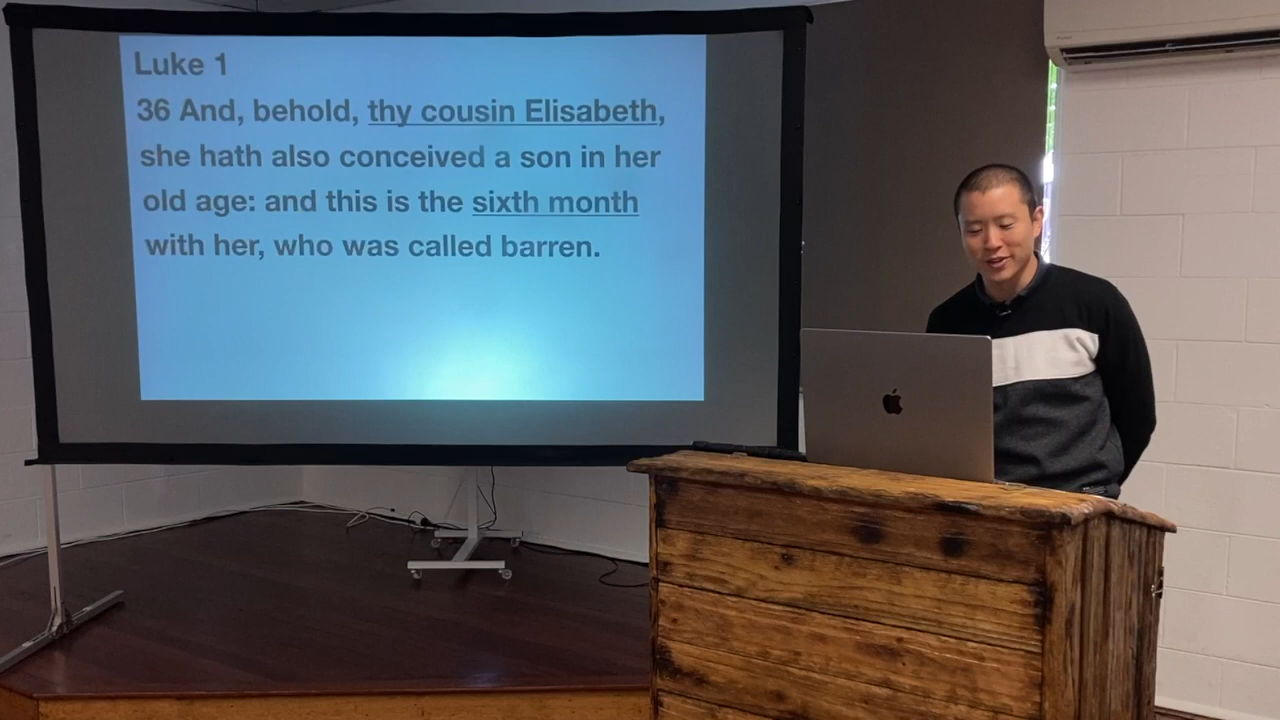 Luke 1
36 And, behold, thy cousin Elisabeth,
she hath also conceived a son in her
old age: and this is the sixth month
with her, who was called barren.